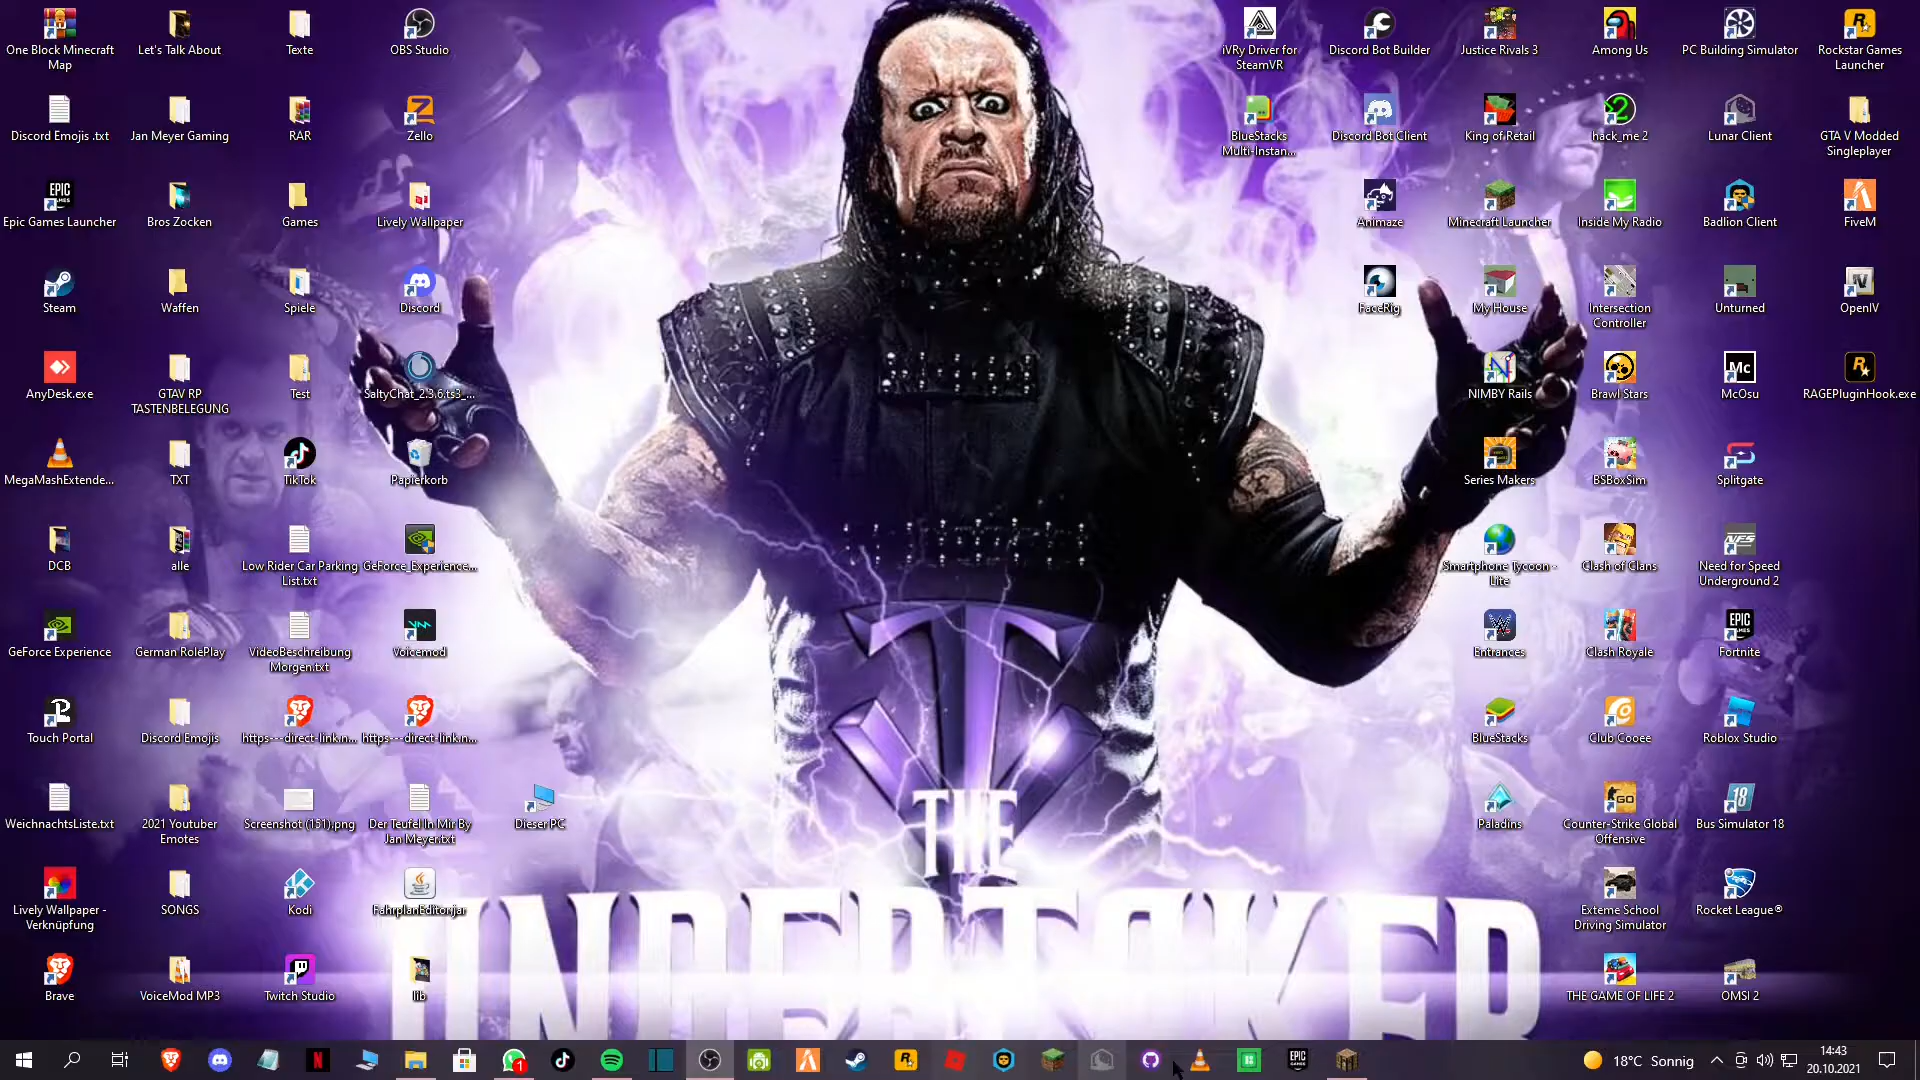 One Block Minecraft
Map
Let's Talk About
Texte
OBS Studio
iVRy Driver for
SteamVR
Discord Bot Builder
Justice Rivals 3
Among Us
PC Building Simulator
Rockstar Games
Launcher
Discord Emojis .txt
Jan Meyer Gaming
RAR
Zello
BlueStacks
Multi-Instan...
Discord Bot Client
King of Retail
hack_me 2
Lunar Client
GTA V Modded
Singleplayer
Epic Games Launcher
Bros Zocken
Games
Lively Wallpaper
Animaze
Minecraft Launcher
Inside My Radio
Badlion Client
FiveM
Steam
Waffen
Spiele
Discord
FaceRig
My House
Intersection
Controller
Unturned
OpenIV
AnyDesk.exe
GTAV RP
TASTENBELEGUNG
Test
SaltyChat_2.3.6.ts3_...
NIMBY Rails
Brawl Stars
McOsu
RAGEPluginHook.exe
MegaMashExtende...
TXT
TikTok
Papierkorb
Series Makers
BSBoxSim
Splitgate
DCB
alle
Low Rider Car Parking
List.txt
GeForce_Experience...
Smartphone Tycoon -
Lite
Clash of Clans
Need for Speed
Underground 2
GeForce Experience
German RolePlay
VideoBeschreibung
Morgen.txt
Voicemod
Entrances
Clash Royale
Fortnite
Touch Portal
Discord Emojis
https---direct-link.n...
https---direct-link.n...
BlueStacks
Club Cooee
Roblox Studio
WeichnachtsListe.txt
2021 Youtuber
Emotes
Screenshot (151).png
Der Teufel In Mir By
Jan Meyer.txt
Dieser PC
Paladins
Counter-Strike Global
Offensive
Bus Simulator 18
THE
UNDERTAKER
Lively Wallpaper -
Verknüpfung
SONGS
Kodi
FahrplanEditor.jar
Exteme School
Driving Simulator
Rocket League®
Brave
VoiceMod MP3
Twitch Studio
lib
THE GAME OF LIFE 2
OMSI 2
18°C Sonnig
14:43
20.10.2021